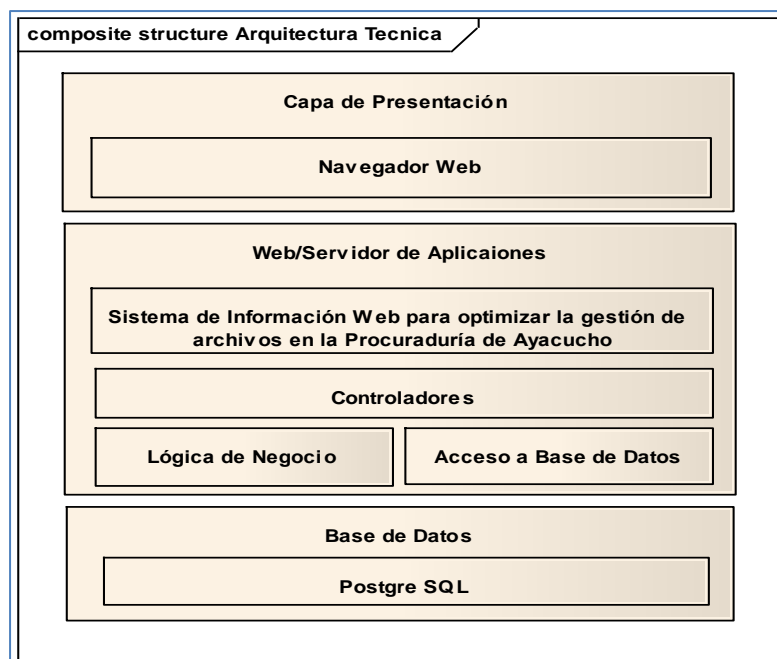 composite structure Arquitectura Tecnica
Capa de Presentación
Navegador Web
Web/Servidor de Aplicaiones
Sistema de Información Web para optimizar la gestión de
archivos en la Procuraduría de Ayacucho
Controladores
Lógica de Negocio
Acceso a Base de Datos
Base de Datos
Postgre SQL